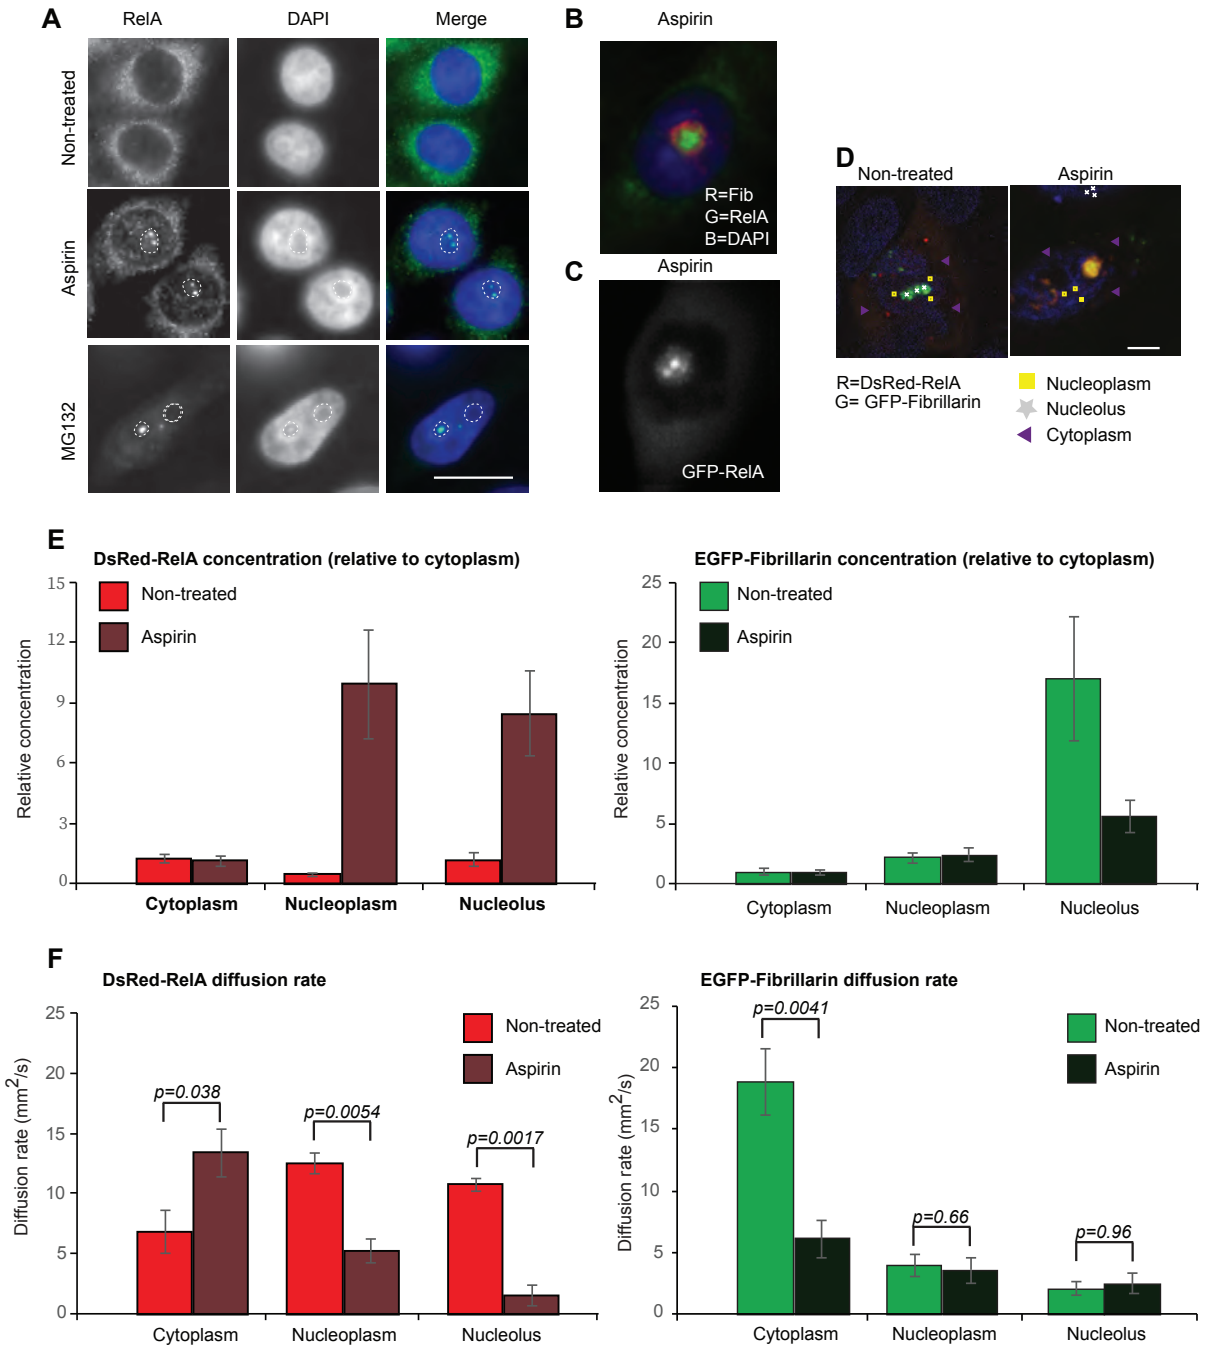 A
RelA
DAPI
Merge
Non-treated
Aspirin
MG132
B
Aspirin
R=Fib
G=RelA
B=DAPI
C
Aspirin
GFP-RelA
D
Non-treated
Aspirin
R=DsRed-RelA
G= GFP-Fibrillarin
Nucleoplasm
Nucleolus
Cytoplasm
E
DsRed-RelA concentration (relative to cytoplasm)
Relative concentration
15
12
9
6
3
0
Non-treated
Aspirin
Cytoplasm
Nucleoplasm
Nucleolus
EGFP-Fibrillarin concentration (relative to cytoplasm)
Relative concentration
25
20
15
10
5
0
Non-treated
Aspirin
Cytoplasm
Nucleoplasm
Nucleolus
F
DsRed-RelA diffusion rate
Diffusion rate (mm²/s)
25
20
15
10
5
0
Non-treated
Aspirin
p=0.038
p=0.0054
p=0.0017
Cytoplasm
Nucleoplasm
Nucleolus
EGFP-Fibrillarin diffusion rate
Diffusion rate (mm²/s)
25
20
15
10
5
0
Non-treated
Aspirin
p=0.0041
p=0.66
p=0.96
Cytoplasm
Nucleoplasm
Nucleolus